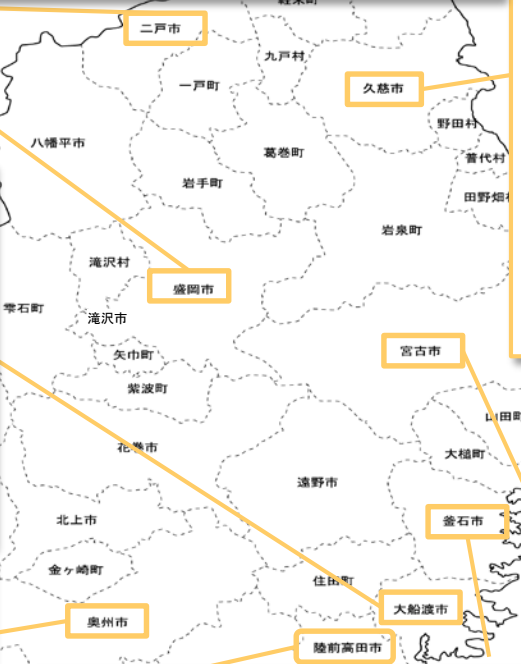 二戸市
九戸村
一戸町
久慈市
野田村
八幡平市
葛巻町
普代村
岩手町
田野畑
岩泉町
滝沢村
盛岡市
雫石町
滝沢市
宮古市
矢巾町
紫波町
山田町
花巻市
大槌町
遠野市
北上市
釜石市
金ヶ崎町
住田町
大船渡市
奥州市
陸前高田市